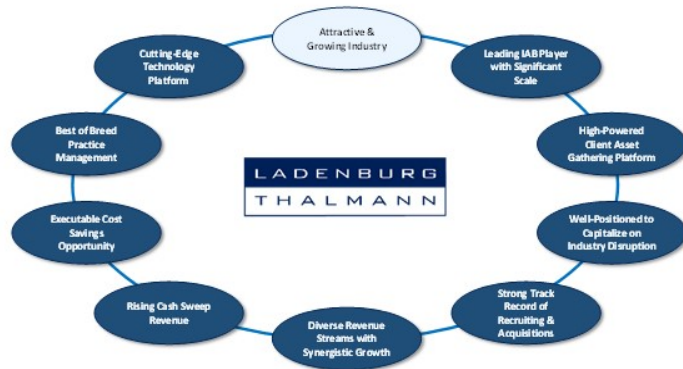 Attractive &
Growing Industry
Leading IAB Player
with Significant
Scale
High-Powered
Client Asset
Gathering Platform
Well-Positioned to
Capitalize on
Industry Disruption
Strong Track
Record of
Recruiting &
Acquisitions
Diverse Revenue
Streams with
Synergistic Growth
Rising Cash Sweep
Revenue
Executable Cost
Savings
Opportunity
Best of Breed
Practice
Management
Cutting-Edge
Technology
Platform
LADENBURG
THALMANN